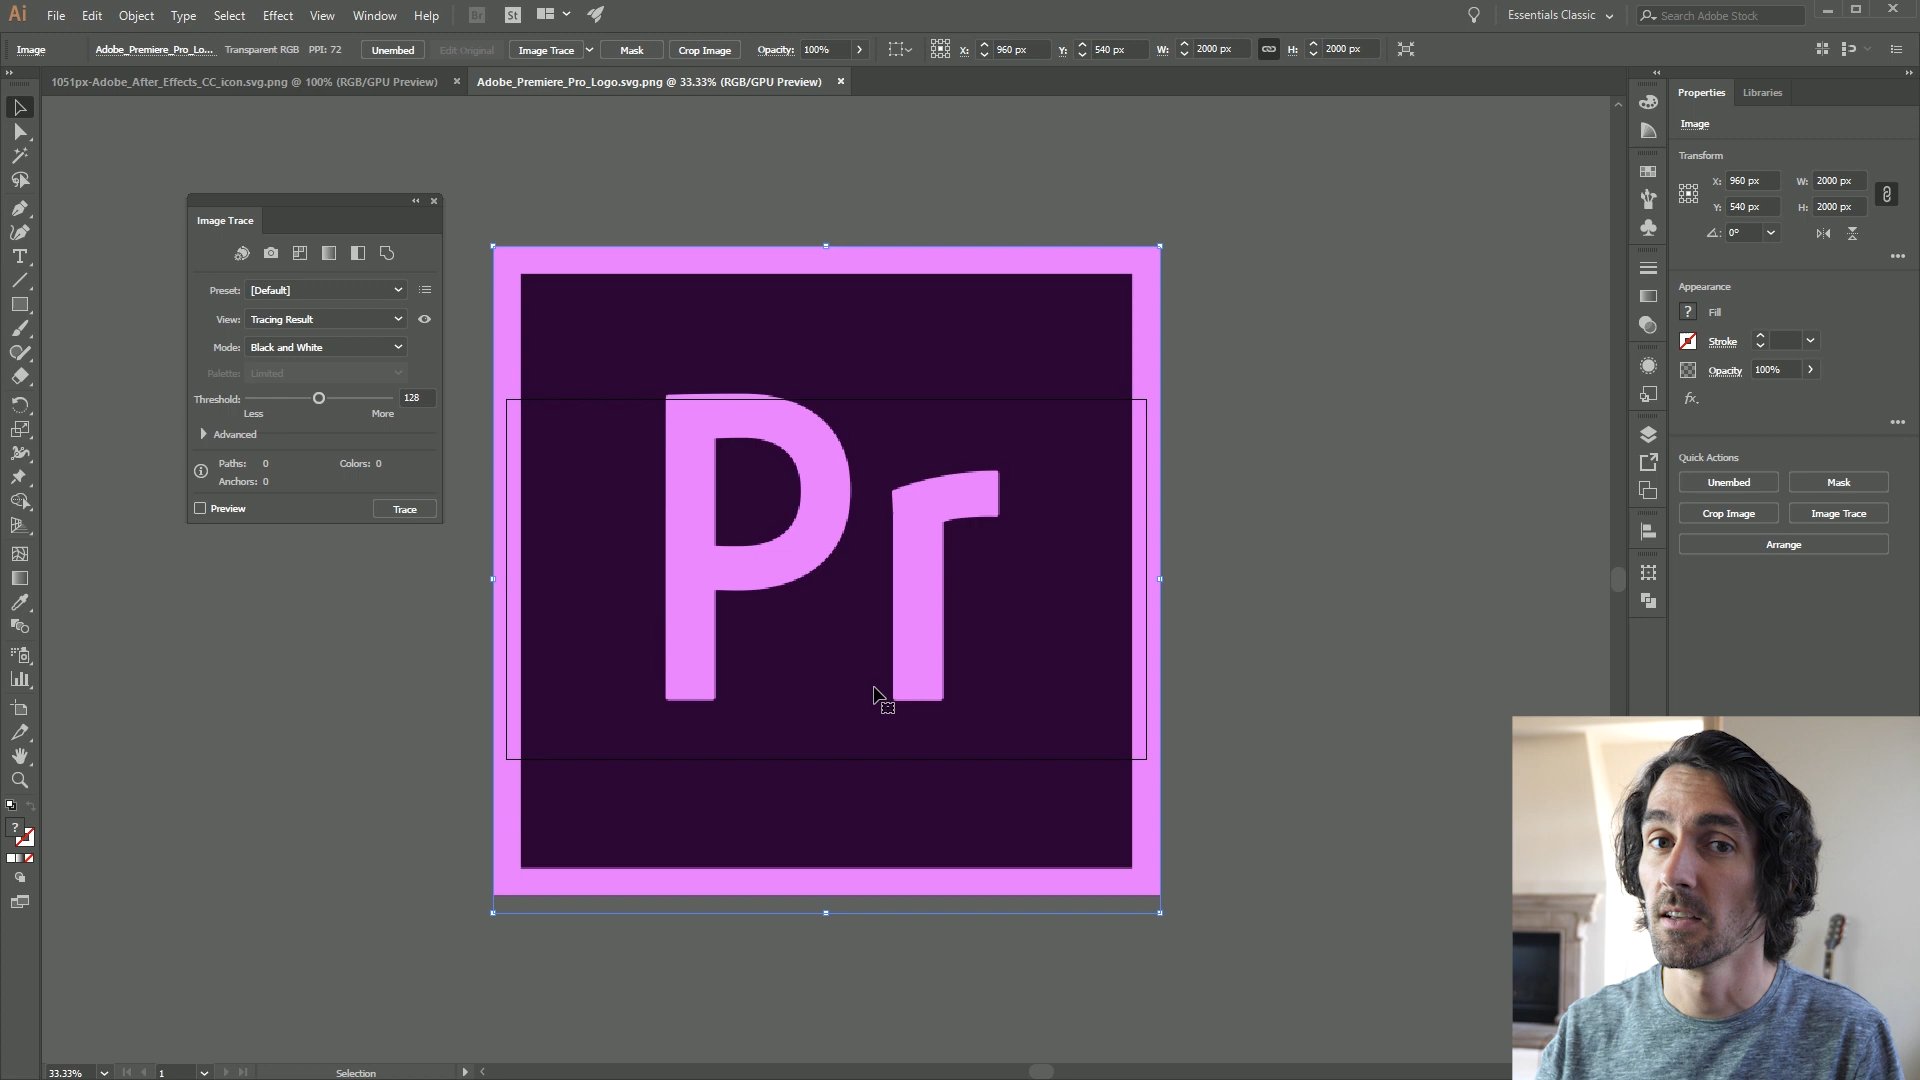 Ai File Edit Object Type Select Effect View Window Help Br St Essentials Classic Search Adobe Stock
Image Adobe_Premiere_Pro_Lo... Transparent RGB PPI: 72 Unembed Edit Original Image Trace Mask Crop Image Opacity: 100% X: 960 px Y: 540 px W: 2000 px H: 2000 px
1051px-Adobe_After_Effects_CC_icon.svg.png @ 100% (RGB/GPU Preview) Adobe_Premiere_Pro_Logo.svg.png @ 33.33% (RGB/GPU Preview)
Image Trace
Preset: [Default]
View: Tracing Result
Mode: Black and White
Palette: Limited
Threshold: 128
Less More
Advanced
Paths: 0 Colors: 0
Anchors: 0
Preview Trace
Pr
Properties Libraries
Image
Transform
X: 960 px W: 2000 px
Y: 540 px H: 2000 px
0°
Appearance
? Fill
Stroke
Opacity 100%
fx.
Quick Actions
Unembed Mask
Crop Image Image Trace
Arrange
?
33.33% 1 Selection